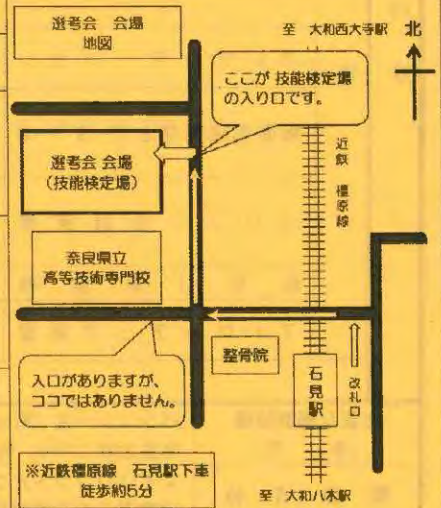 選考会 会場
地図
至 大和西大寺駅
北
ここが 技能検定場
の入り口です。
近鉄 橿原線
選考会 会場
（技能検定場）
奈良県立
高等技術専門校
整骨院
石見駅
改札口
入口がありますが、
ココではありません。
※近鉄橿原線 石見駅下車
徒歩約5分
至 大和八木駅